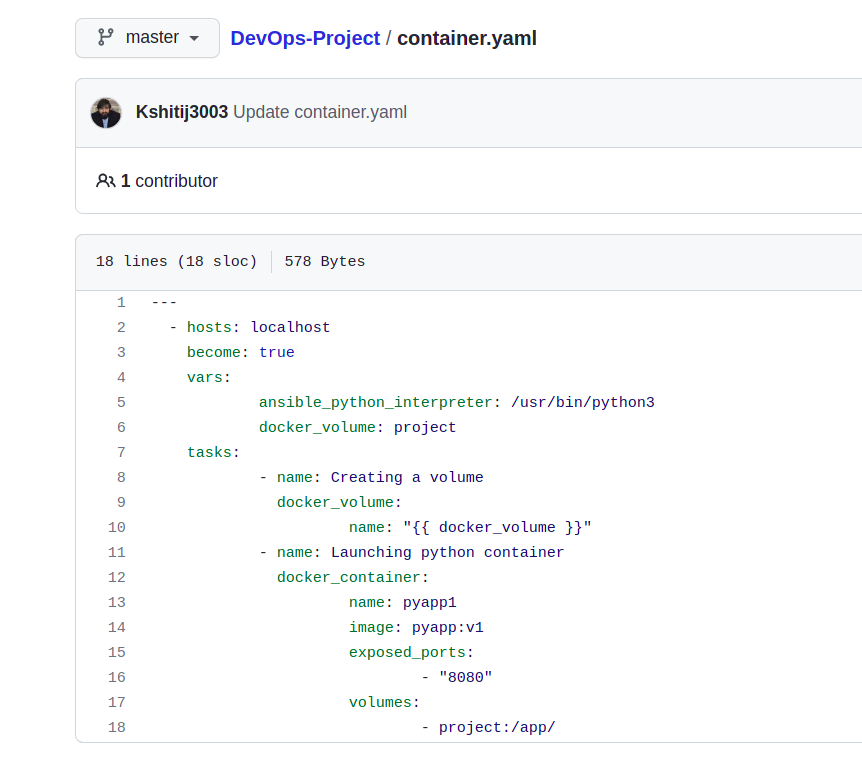 master DevOps-Project / container.yaml
Kshitij3003 Update container.yaml
1 contributor
18 lines (18 sloc) 578 Bytes
1 ---
2   - hosts: localhost
3     become: true
4     vars:
5             ansible_python_interpreter: /usr/bin/python3
6             docker_volume: project
7     tasks:
8             - name: Creating a volume
9               docker_volume:
10                      name: "{{ docker_volume }}"
11            - name: Launching python container
12              docker_container:
13                      name: pyapp1
14                      image: pyapp:v1
15                      exposed_ports:
16                              - "8080"
17                      volumes:
18                              - project:/app/